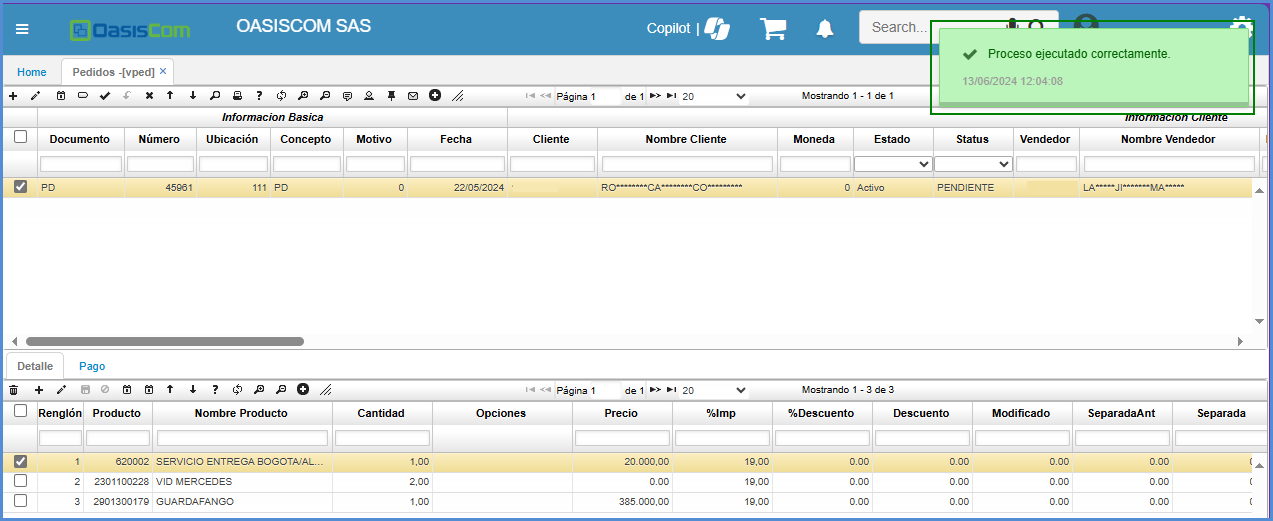 OasisCom
OASISCOM SAS
Copilot |
Search...
Proceso ejecutado correctamente.
13/06/2024 12:04:08
Home
Pedidos -[vped] ×
Página 1 de 1 20 Mostrando 1 - 1 de 1
Informacion Basica Informacion Cliente
Documento Número Ubicación Concepto Motivo Fecha Cliente Nombre Cliente Moneda Estado Status Vendedor Nombre Vendedor
PD 45961 111 PD 0 22/05/2024 RO********CA********CO********* 0 Activo PENDIENTE LA*****JI*******MA*****
Detalle Pago
Página 1 de 1 20 Mostrando 1 - 3 de 3
Renglón Producto Nombre Producto Cantidad Opciones Precio %Imp %Descuento Descuento Modificado SeparadaAnt Separada
1 620002 SERVICIO ENTREGA BOGOTA/AL... 1,00 20.000,00 19,00 0.00 0.00 0.00 0.00
2 2301100228 VID MERCEDES 2,00 0.00 19,00 0.00 0.00 0.00 0.00
3 2901300179 GUARDAFANGO 1,00 385.000,00 19,00 0.00 0.00 0.00 0.00